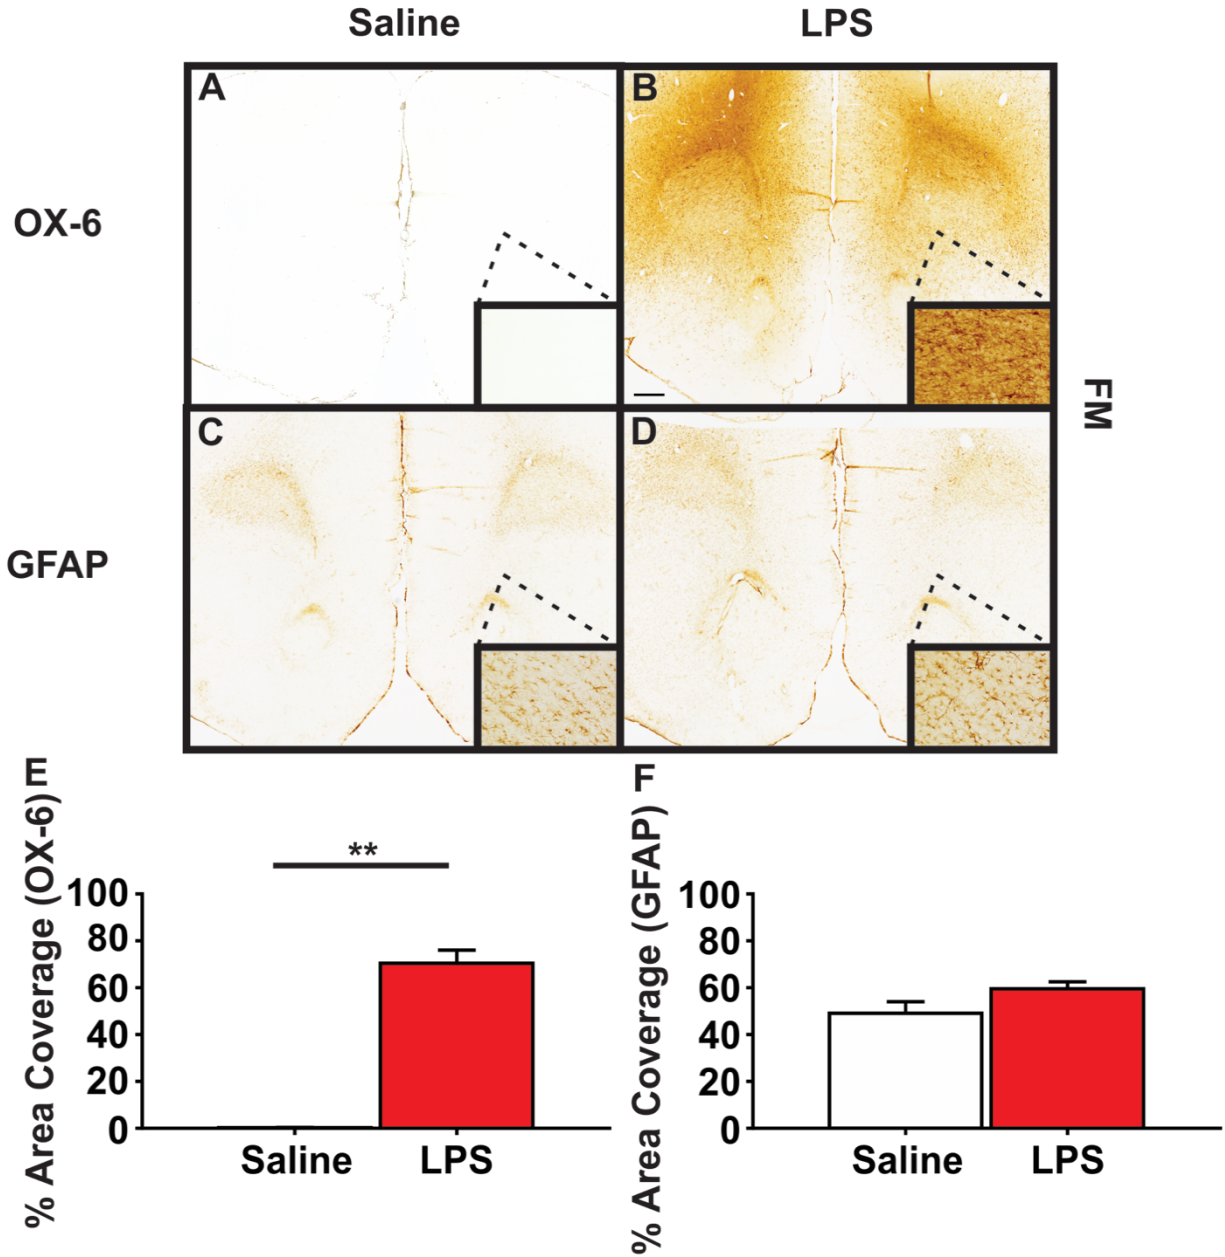 Saline LPS
A B
OX-6
FM
C D
GFAP
E
% Area Coverage (OX-6)
**
100
80
60
40
20
0
Saline LPS
F
% Area Coverage (GFAP)
100
80
60
40
20
0
Saline LPS